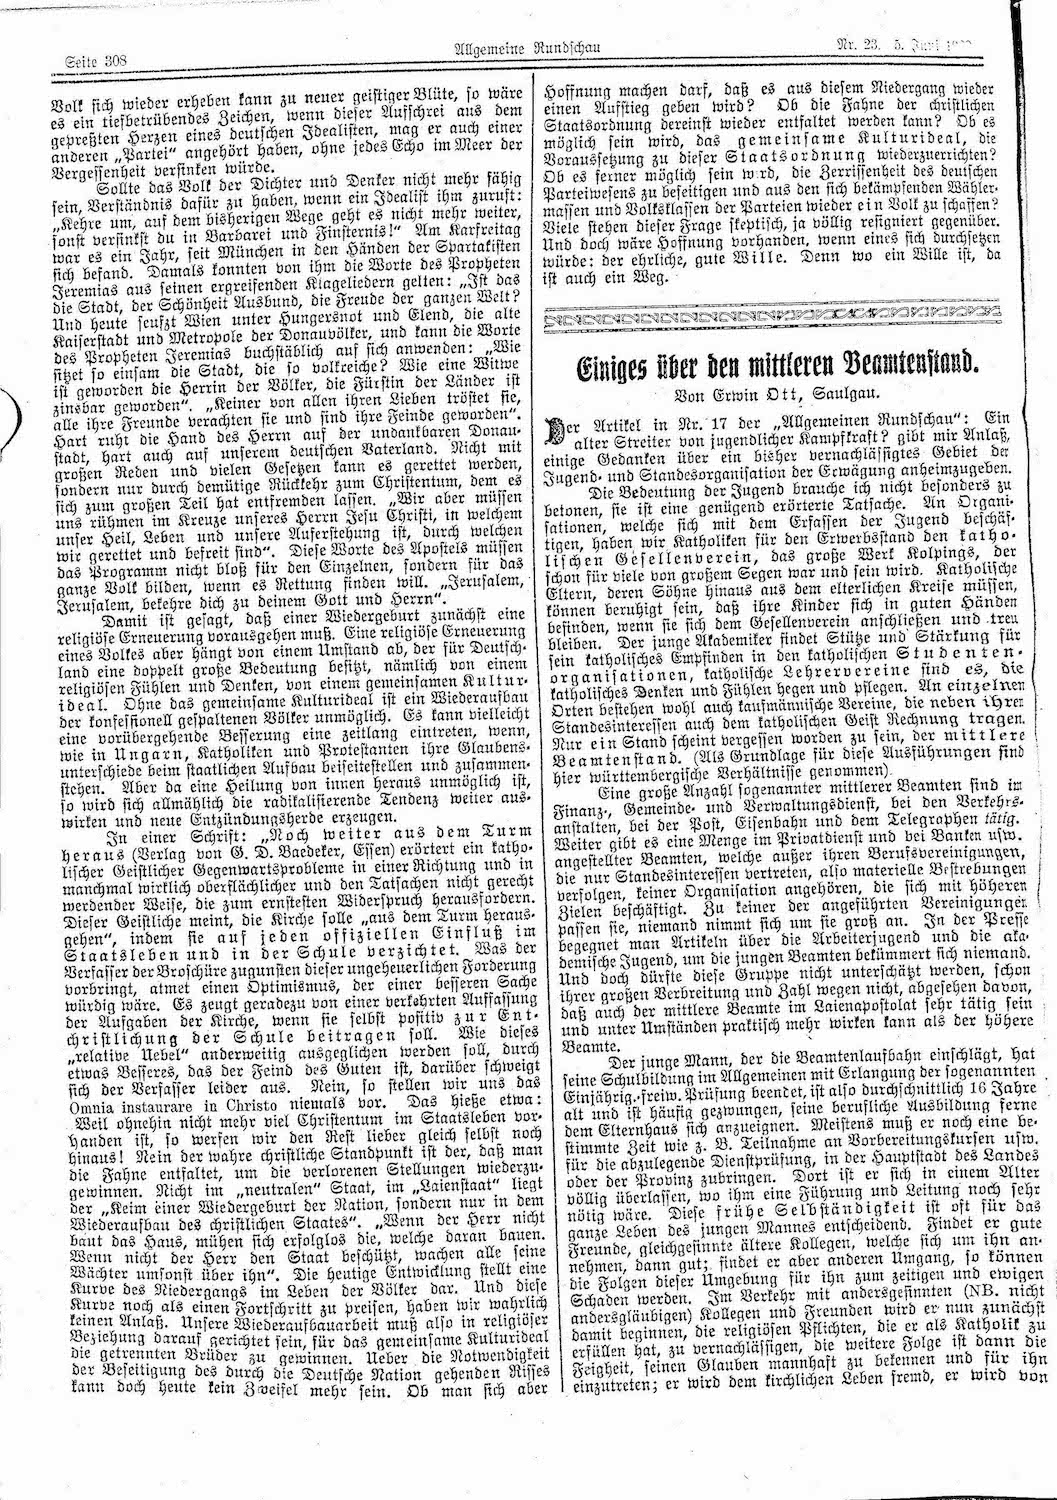 Seite 308
Allgemeine Rundschau
Nr. 23. 5. Juni
Volk sich wieder erheben kann zu neuer geistiger Blüte, so wäre
es ein tiefbetrübendes Zeichen, wenn dieser Aufschrei aus dem
gepreßten Herzen eines deutschen Idealisten, mag er auch einer
anderen „Partei“ angehört haben, ohne jedes Echo im Meer der
Vergessenheit versinken würde.
Sollte das Volk der Dichter und Denker nicht mehr fähig
sein, Verständnis dafür zu haben, wenn ein Idealist ihm zuruft:
„Kehre um, auf dem bisherigen Wege geht es nicht mehr weiter,
sonst versinkst du in Barbarei und Finsternis!“ Am Karfreitag
war es ein Jahr, seit München in den Händen der Spartakisten
sich befand. Damals konnten von ihm die Worte des Propheten
Jeremias aus seinen ergreifenden Klageliedern gelten: „Ist das
die Stadt, der Schönheit Ausbund, die Freude der ganzen Welt?
Und heute seufzt Wien unter Hungersnot und Elend, die alte
Kaiserstadt und Metropole der Donauvölker, und kann die Worte
des Propheten Jeremias buchstäblich auf sich anwenden: „Wie
sitzet so einsam die Stadt, die so volkreiche? Wie eine Witwe
ist geworden die Herrin der Völker, die Fürstin der Länder ist
zinsbar geworden“. „Keiner von allen ihren Lieben tröstet sie,
alle ihre Freunde verachten sie und sind ihre Feinde geworden“.
Hart ruht die Hand des Herrn auf der undankbaren Donau-
stadt, hart auch auf unserem deutschen Vaterland. Nicht mit
großen Reden und vielen Gesetzen kann es gerettet werden,
sondern nur durch demütige Rückkehr zum Christentum, dem es
sich zum großen Teil hat entfremden lassen. „Wir aber müssen
uns rühmen im Kreuze unseres Herrn Jesu Christi, in welchem
unser Heil, Leben und unsere Auferstehung ist, durch welchen
wir gerettet und befreit sind“. Diese Worte des Apostels müssen
das Programm nicht bloß für den Einzelnen, sondern für das
ganze Volk bilden, wenn es Rettung finden will. „Jerusalem,
Jerusalem, bekehre dich zu deinem Gott und Herrn“.
Damit ist gesagt, daß einer Wiedergeburt zunächst eine
religiöse Erneuerung vorausgehen muß. Eine religiöse Erneuerung
eines Volkes aber hängt von einem Umstand ab, der für Deutsch-
land eine doppelt große Bedeutung besitzt, nämlich von einem
religiösen Fühlen und Denken, von einem gemeinsamen Kultur-
ideal. Ohne das gemeinsame Kulturideal ist ein Wiederaufbau
der konfessionell gespaltenen Völker unmöglich. Es kann vielleicht
eine vorübergehende Besserung eine zeitlang eintreten, wenn,
wie in Ungarn, Katholiken und Protestanten ihre Glaubens-
unterschiede beim staatlichen Aufbau beiseitestellen und zusammen-
stehen. Aber da eine Heilung von innen heraus unmöglich ist,
so wird sich allmählich die radikalisierende Tendenz weiter aus-
wirken und neue Entzündungsherde erzeugen.
In einer Schrift: „Noch weiter aus dem Turm
heraus (Verlag von G. D. Baedeker, Essen) erörtert ein katho-
lischer Geistlicher Gegenwartsprobleme in einer Richtung und in
manchmal wirklich oberflächlicher und den Tatsachen nicht gerecht
werdender Weise, die zum ernstesten Widerspruch herausfordern.
Dieser Geistliche meint, die Kirche solle „aus dem Turm heraus-
gehen“, indem sie auf jeden offiziellen Einfluß im
Staatsleben und in der Schule verzichtet. Was der
Verfasser der Broschüre zugunsten dieser ungeheuerlichen Forderung
vorbringt, atmet einen Optimismus, der einer besseren Sache
würdig wäre. Es zeugt geradezu von einer verkehrten Auffassung
der Aufgaben der Kirche, wenn sie selbst positiv zur Ent-
christlichung der Schule beitragen soll. Wie dieses
„relative Uebel“ anderweitig ausgeglichen werden soll, durch
etwas Besseres, das der Feind des Guten ist, darüber schweigt
sich der Verfasser leider aus. Nein, so stellen wir uns das
Omnia instaurare in Christo niemals vor. Das hieße etwa:
Weil ohnehin nicht mehr viel Christentum im Staatsleben vor-
handen ist, so werfen wir den Rest lieber gleich selbst noch
hinaus! Nein der wahre christliche Standpunkt ist der, daß man
die Fahne entfaltet, um die verlorenen Stellungen wiederzu-
gewinnen. Nicht im „neutralen“ Staat, im „Laienstaat“ liegt
der „Keim einer Wiedergeburt der Nation, sondern nur in dem
Wiederaufbau des christlichen Staates“. „Wenn der Herr nicht
baut das Haus, mühen sich erfolglos die, welche daran bauen.
Wenn nicht der Herr den Staat beschützt, wachen alle seine
Wächter umsonst über ihn“. Die heutige Entwicklung stellt eine
Kurve des Niedergangs im Leben der Völker dar. Und diese
Kurve noch als einen Fortschritt zu preisen, haben wir wahrlich
keinen Anlaß. Unsere Wiederaufbauarbeit muß also in religiöser
Beziehung darauf gerichtet sein, für das gemeinsame Kulturideal
die getrennten Brüder zu gewinnen. Ueber die Notwendigkeit
der Beseitigung des durch die Deutsche Nation gehenden Risses
kann doch heute kein Zweifel mehr sein. Ob man sich aber
Hoffnung machen darf, daß es aus diesem Niedergang wieder
einen Aufstieg geben wird? Ob die Fahne der christlichen
Staatsordnung dereinst wieder entfaltet werden kann? Ob es
möglich sein wird, das gemeinsame Kulturideal, die
Voraussetzung zu dieser Staatsordnung wiederzuerrichten?
Ob es ferner möglich sein wird, die Zerrissenheit des deutschen
Parteiwesens zu beseitigen und aus den sich bekämpfenden Wähler-
massen und Volksklassen der Parteien wieder ein Volk zu schaffen?
Viele stehen dieser Frage skeptisch, ja völlig resigniert gegenüber.
Und doch wäre Hoffnung vorhanden, wenn eines sich durchsetzen
würde: der ehrliche, gute Wille. Denn wo ein Wille ist, da
ist auch ein Weg.
Einiges über den mittleren Beamtenstand.
Von Erwin Ott, Saulgau.
Der Artikel in Nr. 17 der „Allgemeinen Rundschau“: Ein
alter Streiter von jugendlicher Kampfkraft? gibt mir Anlaß,
einige Gedanken über ein bisher vernachlässigtes Gebiet der
Jugend- und Standesorganisation der Erwägung anheimzugeben.
Die Bedeutung der Jugend brauche ich nicht besonders zu
betonen, sie ist eine genügend erörterte Tatsache. An Organi-
sationen, welche sich mit dem Erfassen der Jugend beschäf-
tigen, haben wir Katholiken für den Erwerbsstand den katho-
lischen Gesellenverein, das große Werk Kolpings, der
schon für viele von großem Segen war und sein wird. Katholische
Eltern, deren Söhne hinaus aus dem elterlichen Kreise müssen,
können beruhigt sein, daß ihre Kinder sich in guten Händen
befinden, wenn sie sich dem Gesellenverein anschließen und treu
bleiben. Der junge Akademiker findet Stütze und Stärkung für
sein katholisches Empfinden in den katholischen Studenten-
organisationen, katholische Lehrervereine sind es, die
katholisches Denken und Fühlen hegen und pflegen. An einzelnen
Orten bestehen wohl auch kaufmännische Vereine, die neben ihren
Standesinteressen auch dem katholischen Geist Rechnung tragen.
Nur ein Stand scheint vergessen worden zu sein, der mittlere
Beamtenstand. (Als Grundlage für diese Ausführungen sind
hier württembergische Verhältnisse genommen).
Eine große Anzahl sogenannter mittlerer Beamten sind im
Finanz-, Gemeinde- und Verwaltungsdienst, bei den Verkehrs-
anstalten, bei der Post, Eisenbahn und dem Telegraphen tätig.
Weiter gibt es eine Menge im Privatdienst und bei Banken usw.
angestellter Beamten, welche außer ihren Berufsvereinigungen,
die nur Standesinteressen vertreten, also materielle Bestrebungen
verfolgen, keiner Organisation angehören, die sich mit höheren
Zielen beschäftigt. Zu keiner der angeführten Vereinigungen
passen sie, niemand nimmt sich um sie groß an. In der Presse
begegnet man Artikeln über die Arbeiterjugend und die aka-
demische Jugend, um die jungen Beamten bekümmert sich niemand.
Und doch dürfte diese Gruppe nicht unterschätzt werden, schon
ihrer großen Verbreitung und Zahl wegen nicht, abgesehen davon,
daß auch der mittlere Beamte im Laienapostolat sehr tätig sein
und unter Umständen praktisch mehr wirken kann als der höhere
Beamte.
Der junge Mann, der die Beamtenlaufbahn einschlägt, hat
seine Schulbildung im Allgemeinen mit Erlangung der sogenannten
Einjährig.-freiw. Prüfung beendet, ist also durchschnittlich 16 Jahre
alt und ist häufig gezwungen, seine berufliche Ausbildung ferne
dem Elternhaus sich anzueignen. Meistens muß er noch eine be-
stimmte Zeit wie z. B. Teilnahme an Vorbereitungskursen usw.
für die abzulegende Dienstprüfung, in der Hauptstadt des Landes
oder der Provinz zubringen. Dort ist er sich in einem Alter
völlig überlassen, wo ihm eine Führung und Leitung noch sehr
nötig wäre. Diese frühe Selbständigkeit ist oft für das
ganze Leben des jungen Mannes entscheidend. Findet er gute
Freunde, gleichgesinnte ältere Kollegen, welche sich um ihn an-
nehmen, dann gut; findet er aber anderen Umgang, so können
die Folgen dieser Umgebung für ihn zum zeitigen und ewigen
Schaden werden. Im Verkehr mit andersgesinnten (NB. nicht
andersgläubigen) Kollegen und Freunden wird er nun zunächst
damit beginnen, die religiösen Pflichten, die er als Katholik zu
erfüllen hat, zu vernachlässigen, die weitere Folge ist dann die
Feigheit, seinen Glauben mannhaft zu bekennen und für ihn
einzutreten; er wird dem kirchlichen Leben fremd, er wird von